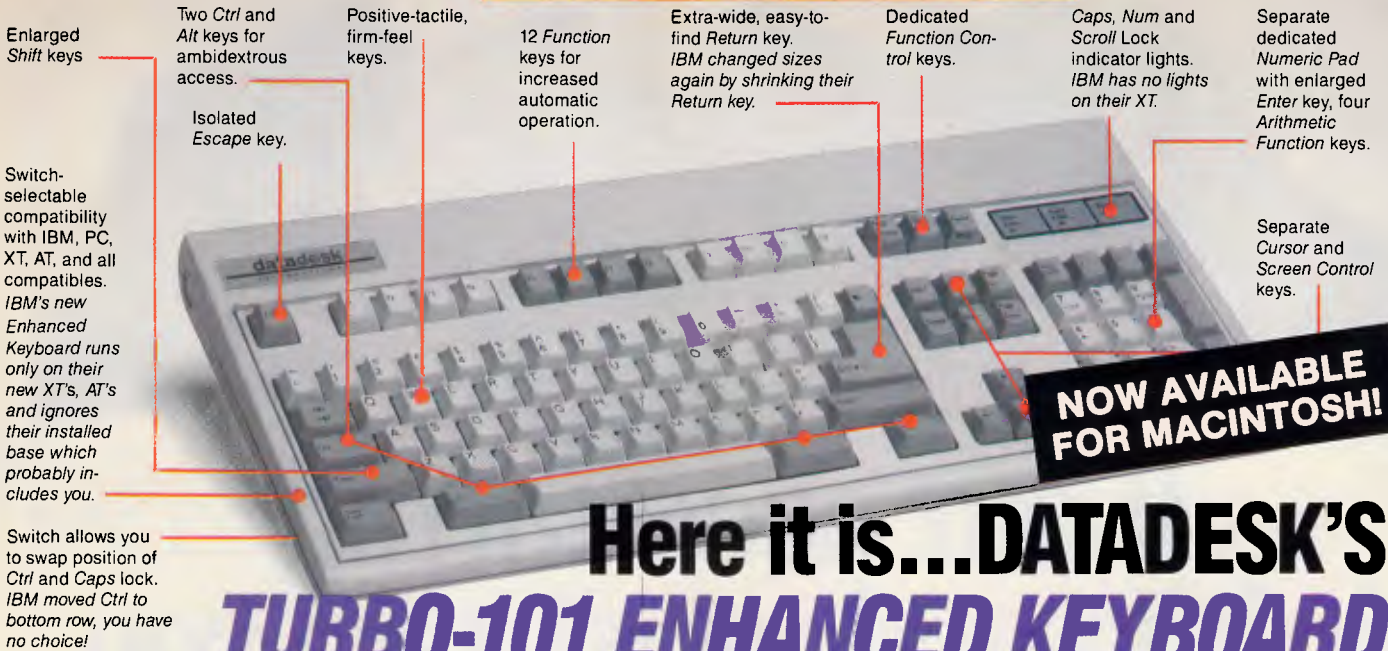 Enlarged
Shift keys
Two Ctrl and
Alt keys for
ambidextrous
access.
Isolated
Escape key.
Positive-tactile,
firm-feel
keys.
12 Function
keys for
increased
automatic
operation.
Extra-wide, easy-to-
find Return key.
IBM changed sizes
again by shrinking their
Return key.
Dedicated
Function Con-
trol keys.
Caps, Num and
Scroll Lock
indicator lights.
IBM has no lights
on their XT.
Separate
dedicated
Numeric Pad
with enlarged
Enter key, four
Arithmetic
Function keys.
Switch-
selectable
compatibility
with IBM, PC,
XT, AT, and all
compatibles.
IBM's new
Enhanced
Keyboard runs
only on their
new XT's, AT's
and ignores
their installed
base which
probably in-
cludes you.
Separate
Cursor and
Screen Control
keys.
datadesk
NOW AVAILABLE
FOR MACINTOSH!
Switch allows you
to swap position of
Ctrl and Caps lock.
IBM moved Ctrl to
bottom row, you have
no choice!
Here it is...DATADESK'S
TURBO-101 ENHANCED KEYBOARD